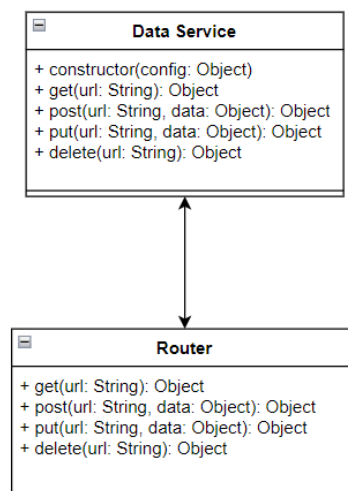 Data Service
+ constructor(config: Object)
+ get(url: String): Object
+ post(url: String, data: Object): Object
+ put(url: String, data: Object): Object
+ delete(url: String): Object
Router
+ get(url: String): Object
+ post(url: String, data: Object): Object
+ put(url: String, data: Object): Object
+ delete(url: String): Object